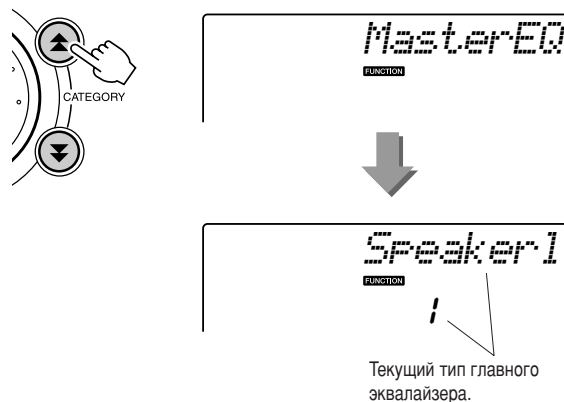 MasterEQ
FUNCTION
CATEGORY
Speaker1
FUNCTION
1
Текущий тип главного
эквалайзера.